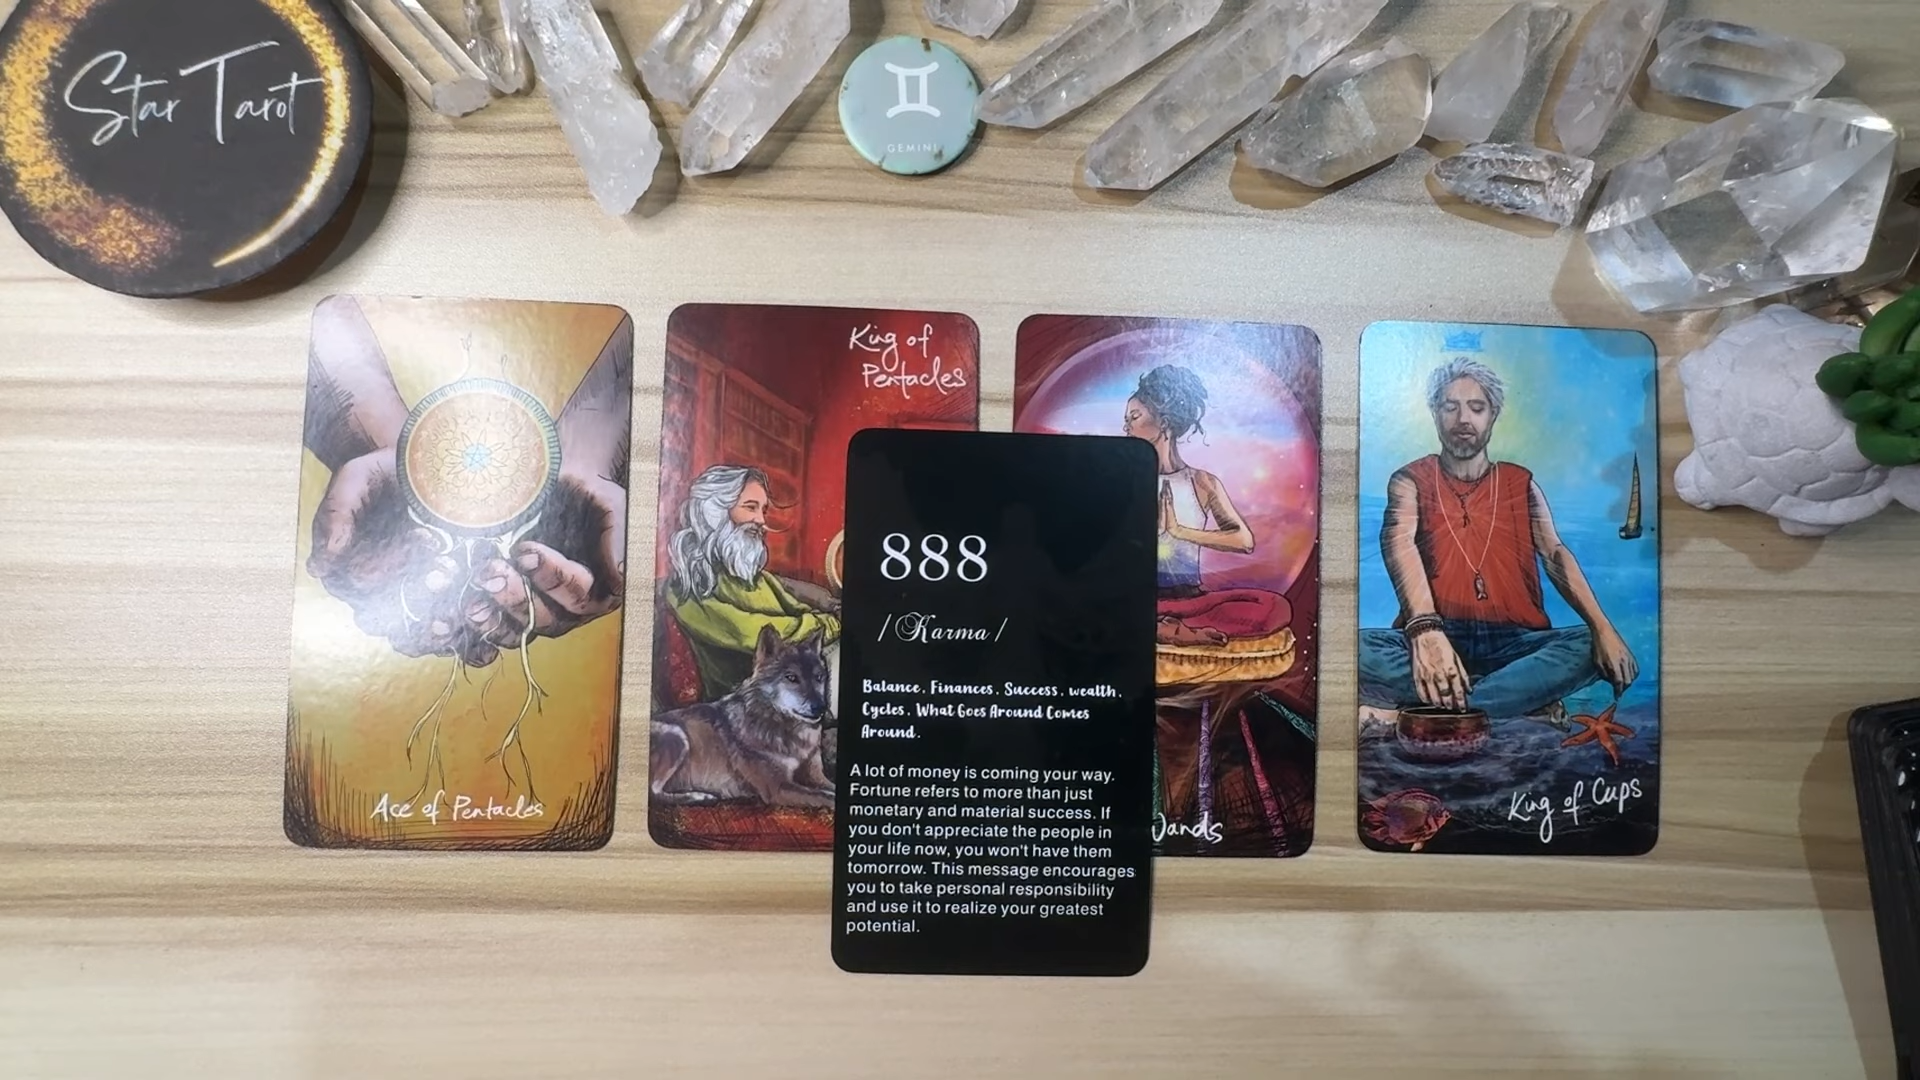 Star Tarot
GEMINI
King of
Pentacles
888
/ Karma /
Balance. Finances. Success. wealth.
Cycles. What Goes Around Comes
Around.
A lot of money is coming your way.
Fortune refers to more than just
monetary and material success. If
you don't appreciate the people in
your life now, you won't have them
tomorrow. This message encourages
you to take personal responsibility
and use it to realize your greatest
potential.
Ace of Pentacles
Wands
King of Cups